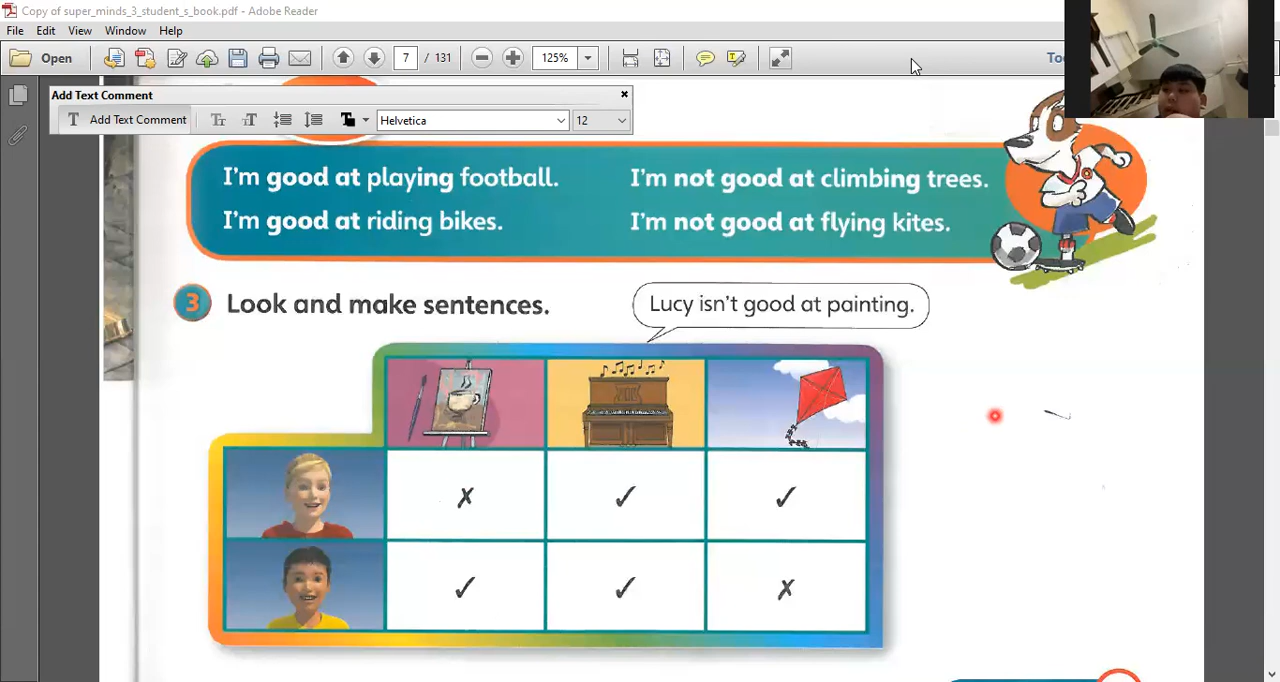 Copy of super_minds_3_student_s_book.pdf - Adobe Reader
File Edit View Window Help
Open 7 / 131 125%
Add Text Comment
Add Text Comment Helvetica 12
I'm good at playing football. I'm not good at climbing trees.
I'm good at riding bikes. I'm not good at flying kites.
3 Look and make sentences. Lucy isn't good at painting.
✗ ✓ ✓
✓ ✓ ✗